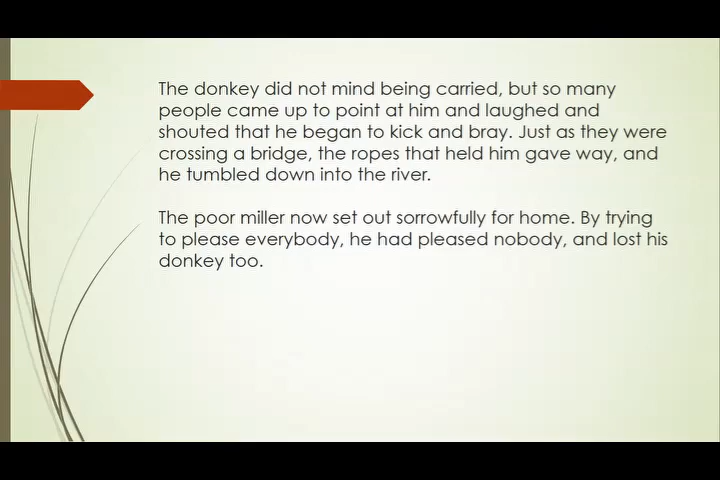 The donkey did not mind being carried, but so many
people came up to point at him and laughed and
shouted that he began to kick and bray. Just as they were
crossing a bridge, the ropes that held him gave way, and
he tumbled down into the river.
The poor miller now set out sorrowfully for home. By trying
to please everybody, he had pleased nobody, and lost his
donkey too.